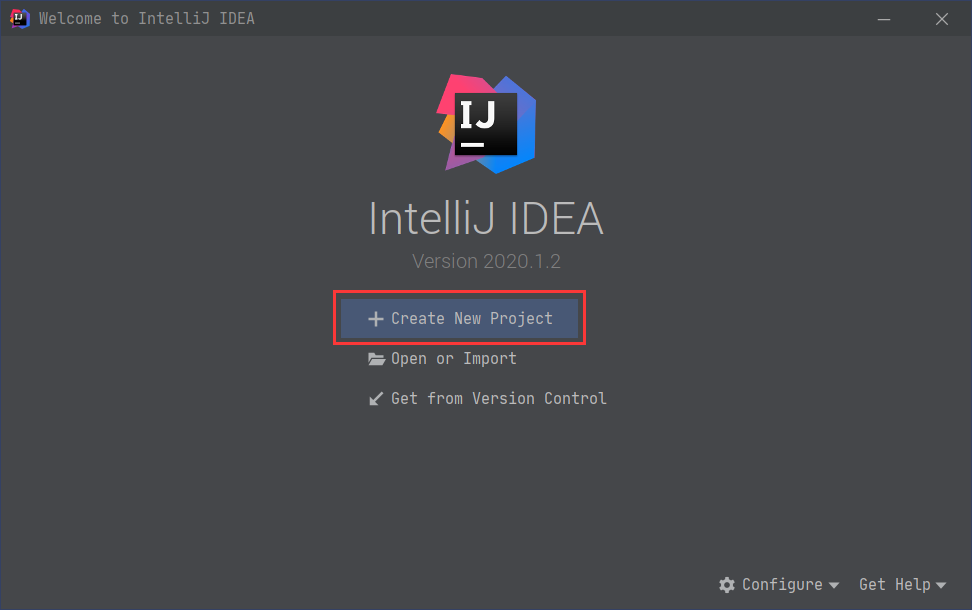 Welcome to IntelliJ IDEA
IJ
IntelliJ IDEA
Version 2020.1.2
Create New Project
Open or Import
Get from Version Control
Configure Get Help